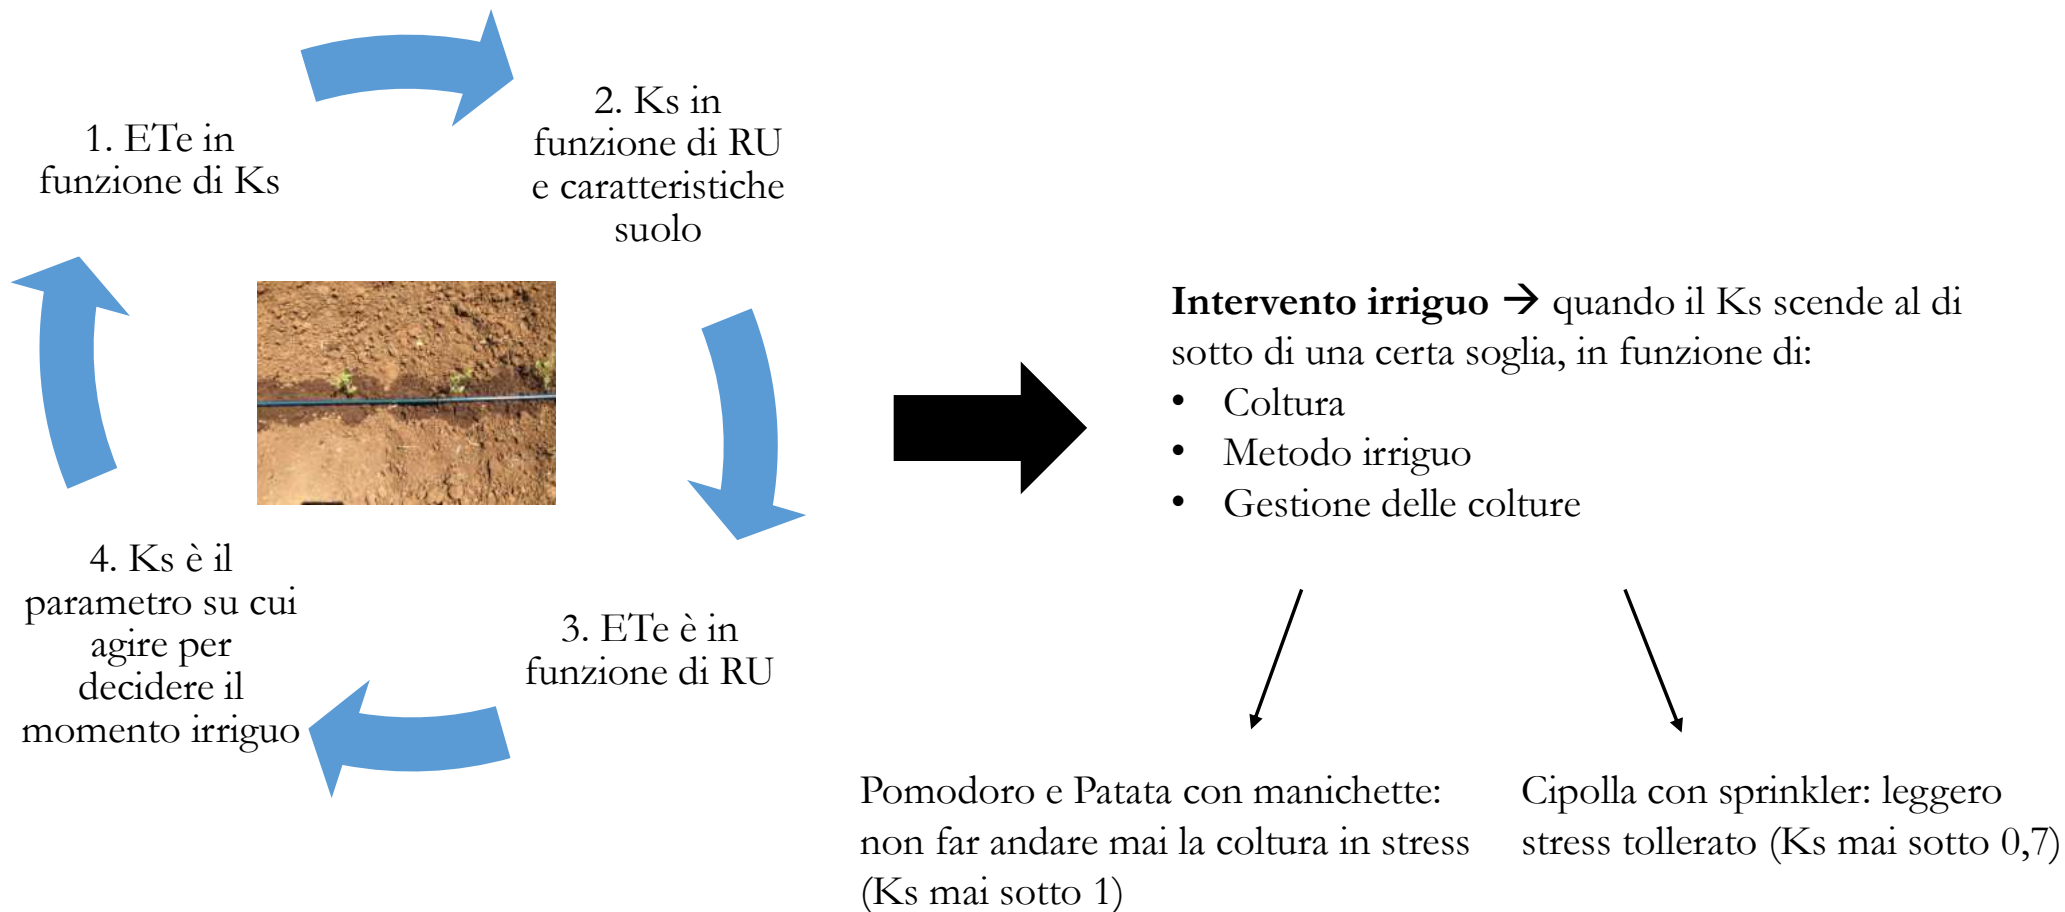 1. ETe in
funzione di Ks
2. Ks in
funzione di RU
e caratteristiche
suolo
3. ETe è in
funzione di RU
4. Ks è il
parametro su cui
agire per
decidere il
momento irriguo
Intervento irriguo → quando il Ks scende al di
sotto di una certa soglia, in funzione di:
• Coltura
• Metodo irriguo
• Gestione delle colture
Pomodoro e Patata con manichette:
non far andare mai la coltura in stress
(Ks mai sotto 1)
Cipolla con sprinkler: leggero
stress tollerato (Ks mai sotto 0,7)